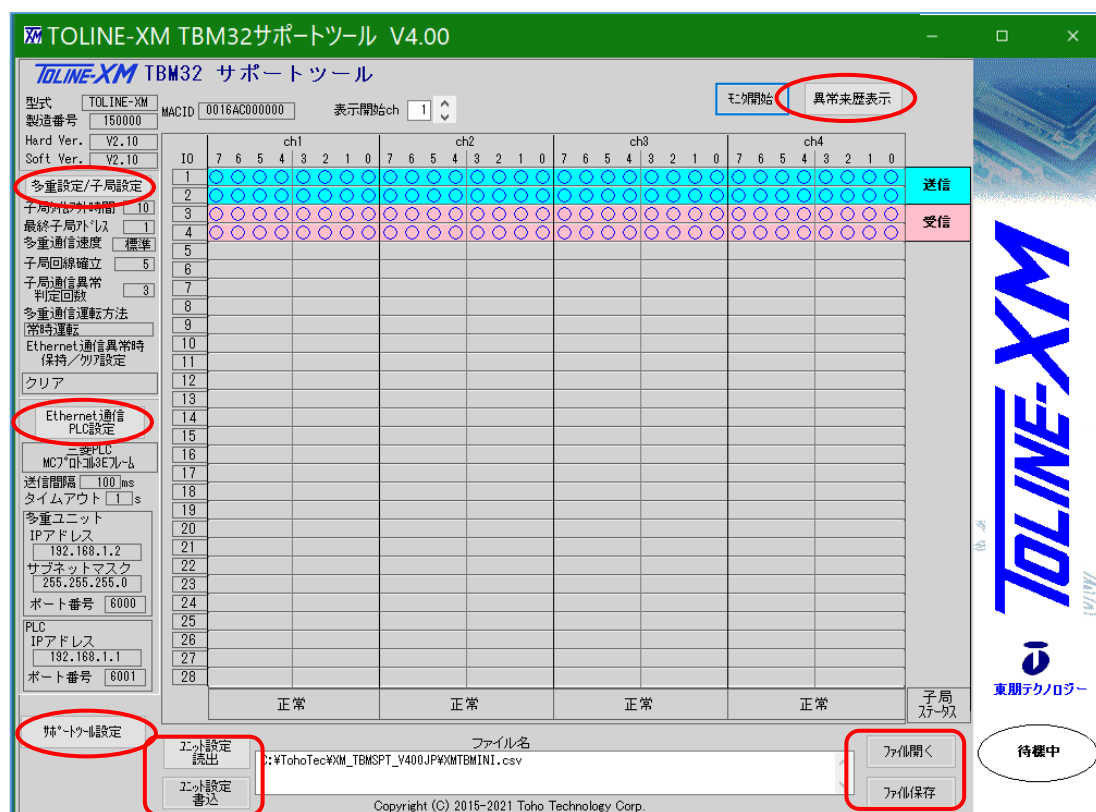 TOLINE-XM TBM32サポートツール V4.00
TOLINE-XM TBM32 サポートツール
型式 TOLINE-XM
製造番号 150000
Hard Ver. V2.10
Soft Ver. V2.10
MACID 0016AC000000
表示開始ch 1
モニタ開始
異常来歴表示
ch1 ch2 ch3 ch4
IO 7 6 5 4 3 2 1 0 7 6 5 4 3 2 1 0 7 6 5 4 3 2 1 0 7 6 5 4 3 2 1 0
1
2
3
4
5
6
7
8
9
10
11
12
13
14
15
16
17
18
19
20
21
22
23
24
25
26
27
28
送信
受信
正常 正常 正常 正常
子局
ステータス
多重設定/子局設定
子局タイムアウト時間 10
最終子局アドレス 1
多重通信速度 標準
子局回線確立 5
子局通信異常
判定回数 3
多重通信運転方法
常時運転
Ethernet通信異常時
保持/クリア設定
クリア
Ethernet通信
PLC設定
三菱PLC
MCプロトコル3Eフレーム
送信間隔 100 ms
タイムアウト 1 s
多重ユニット
IPアドレス
192.168.1.2
サブネットマスク
255.255.255.0
ポート番号 6000
PLC
IPアドレス
192.168.1.1
ポート番号 6001
サポートツール設定
ユニット設定
読出
ユニット設定
書込
ファイル名
C:¥TohoTec¥XM_TBMSPT_V400JP¥XMTBMINI.csv
ファイル開く
ファイル保存
Copyright (C) 2015-2021 Toho Technology Corp.
TOLINE-XM
東朋テクノロジー
待機中